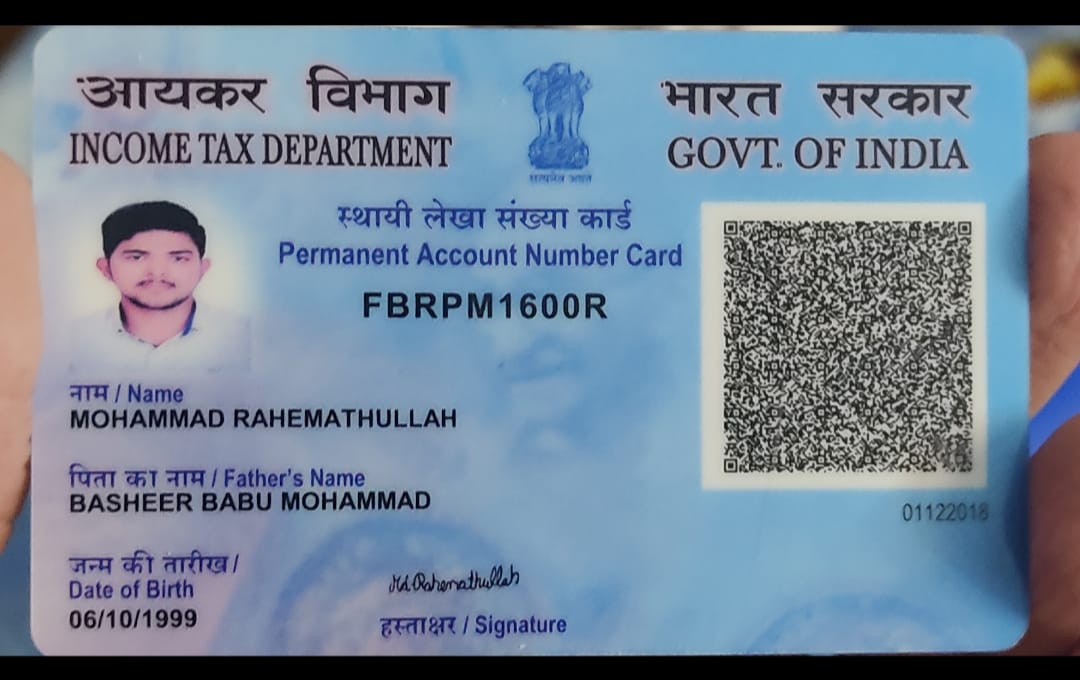 आयकर विभाग
INCOME TAX DEPARTMENT
सत्यमेव जयते
भारत सरकार
GOVT. OF INDIA
स्थायी लेखा संख्या कार्ड
Permanent Account Number Card
FBRPM1600R
नाम / Name
MOHAMMAD RAHEMATHULLAH
पिता का नाम / Father's Name
BASHEER BABU MOHAMMAD
01122018
जन्म की तारीख /
Date of Birth
06/10/1999
Md Rahemathullah
हस्ताक्षर / Signature